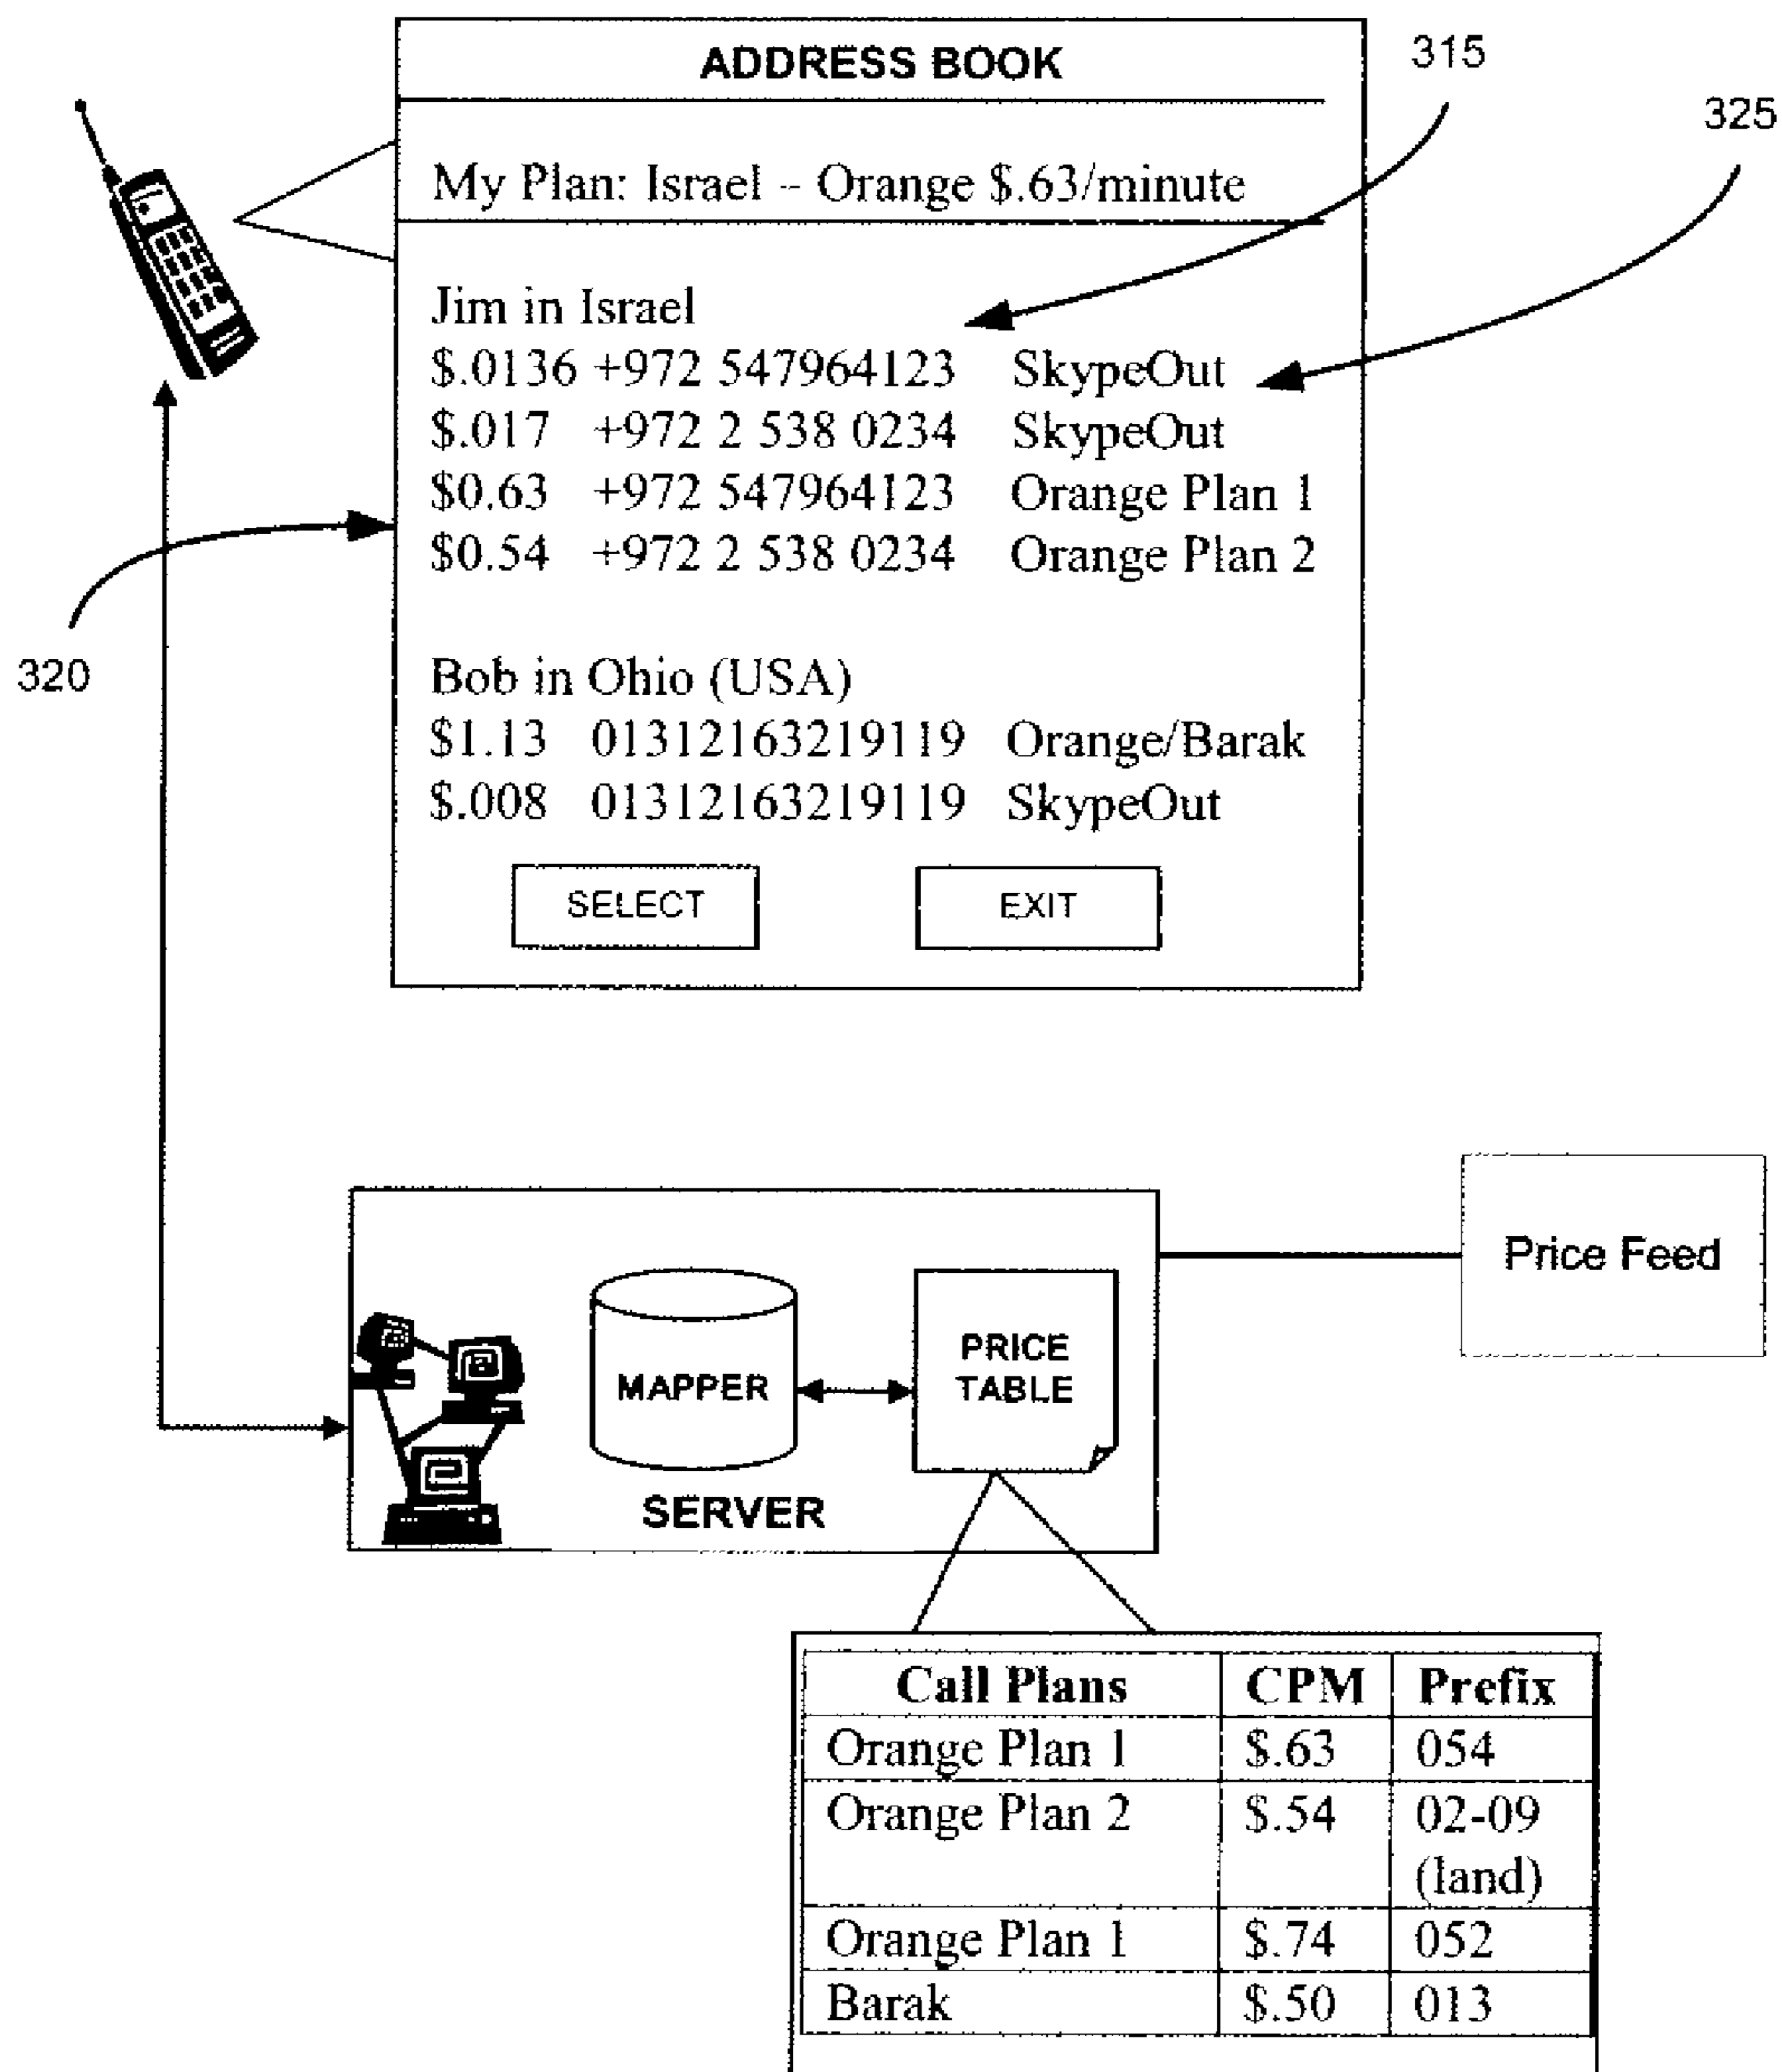 ADDRESS BOOK
315
325
My Plan: Israel - Orange $.63/minute
Jim in Israel
$.0136 +972 547964123 SkypeOut
$.017 +972 2 538 0234 SkypeOut
$0.63 +972 547964123 Orange Plan 1
$0.54 +972 2 538 0234 Orange Plan 2
320
Bob in Ohio (USA)
$1.13 01312163219119 Orange/Barak
$.008 01312163219119 SkypeOut
SELECT EXIT
Price Feed
MAPPER
PRICE
TABLE
SERVER
Call Plans CPM Prefix
Orange Plan 1 $.63 054
Orange Plan 2 $.54 02-09
(land)
Orange Plan 1 $.74 052
Barak $.50 013